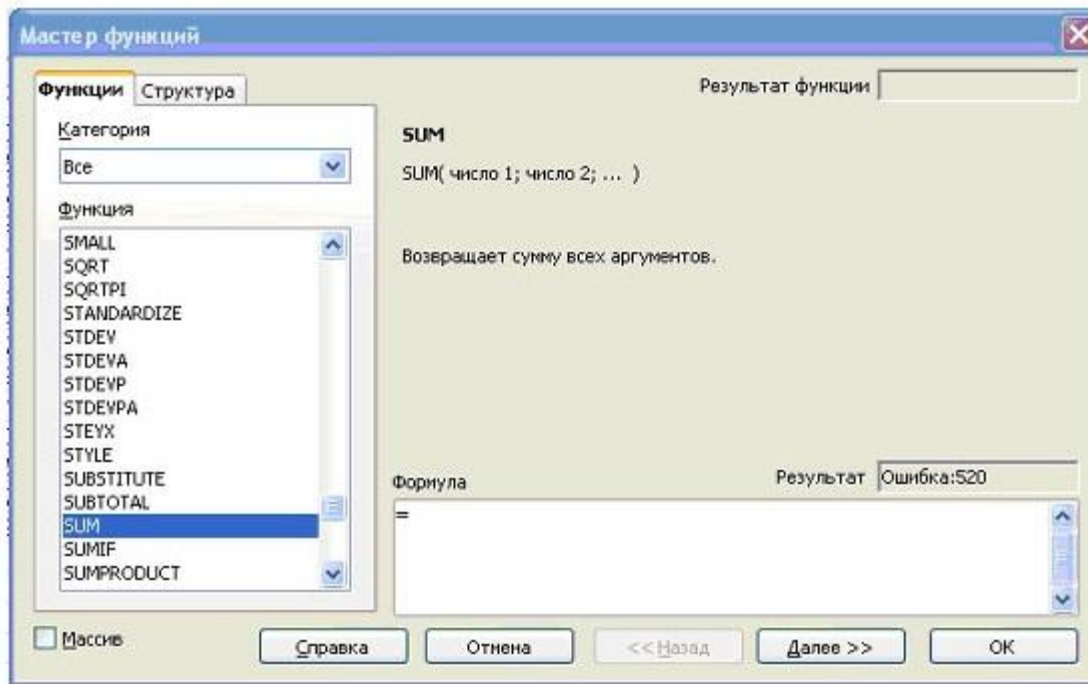 Мастер функций
Функции Структура
Результат функции
Категория
Все
Функция
SMALL
SQRT
SQRTPI
STANDARDIZE
STDEV
STDEVA
STDEVP
STDEVPA
STEYX
STYLE
SUBSTITUTE
SUBTOTAL
SUM
SUMIF
SUMPRODUCT
SUM
SUM( число 1; число 2; ... )
Возвращает сумму всех аргументов.
Формула
Результат Ошибка:520
=
Массив
Справка
Отмена
<< Назад
Далее >>
ОК